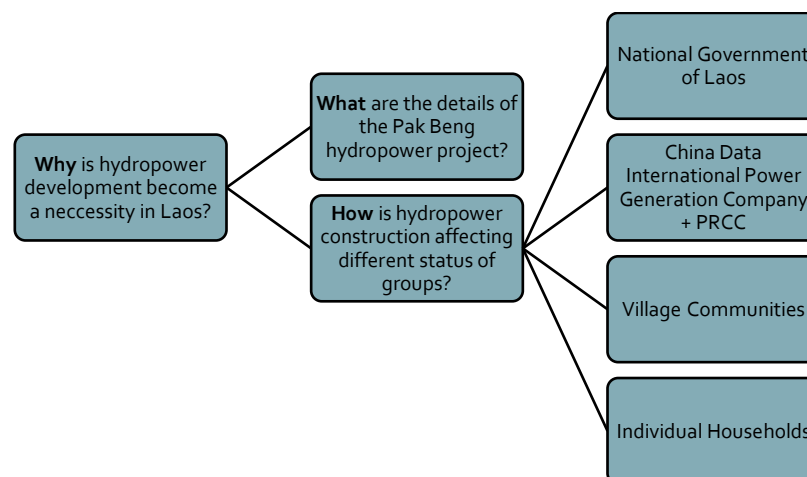 Why is hydropower
development become
a neccessity in Laos?
What are the details of
the Pak Beng
hydropower project?
How is hydropower
construction affecting
different status of
groups?
National Government
of Laos
China Data
International Power
Generation Company
+ PRCC
Village Communities
Individual Households